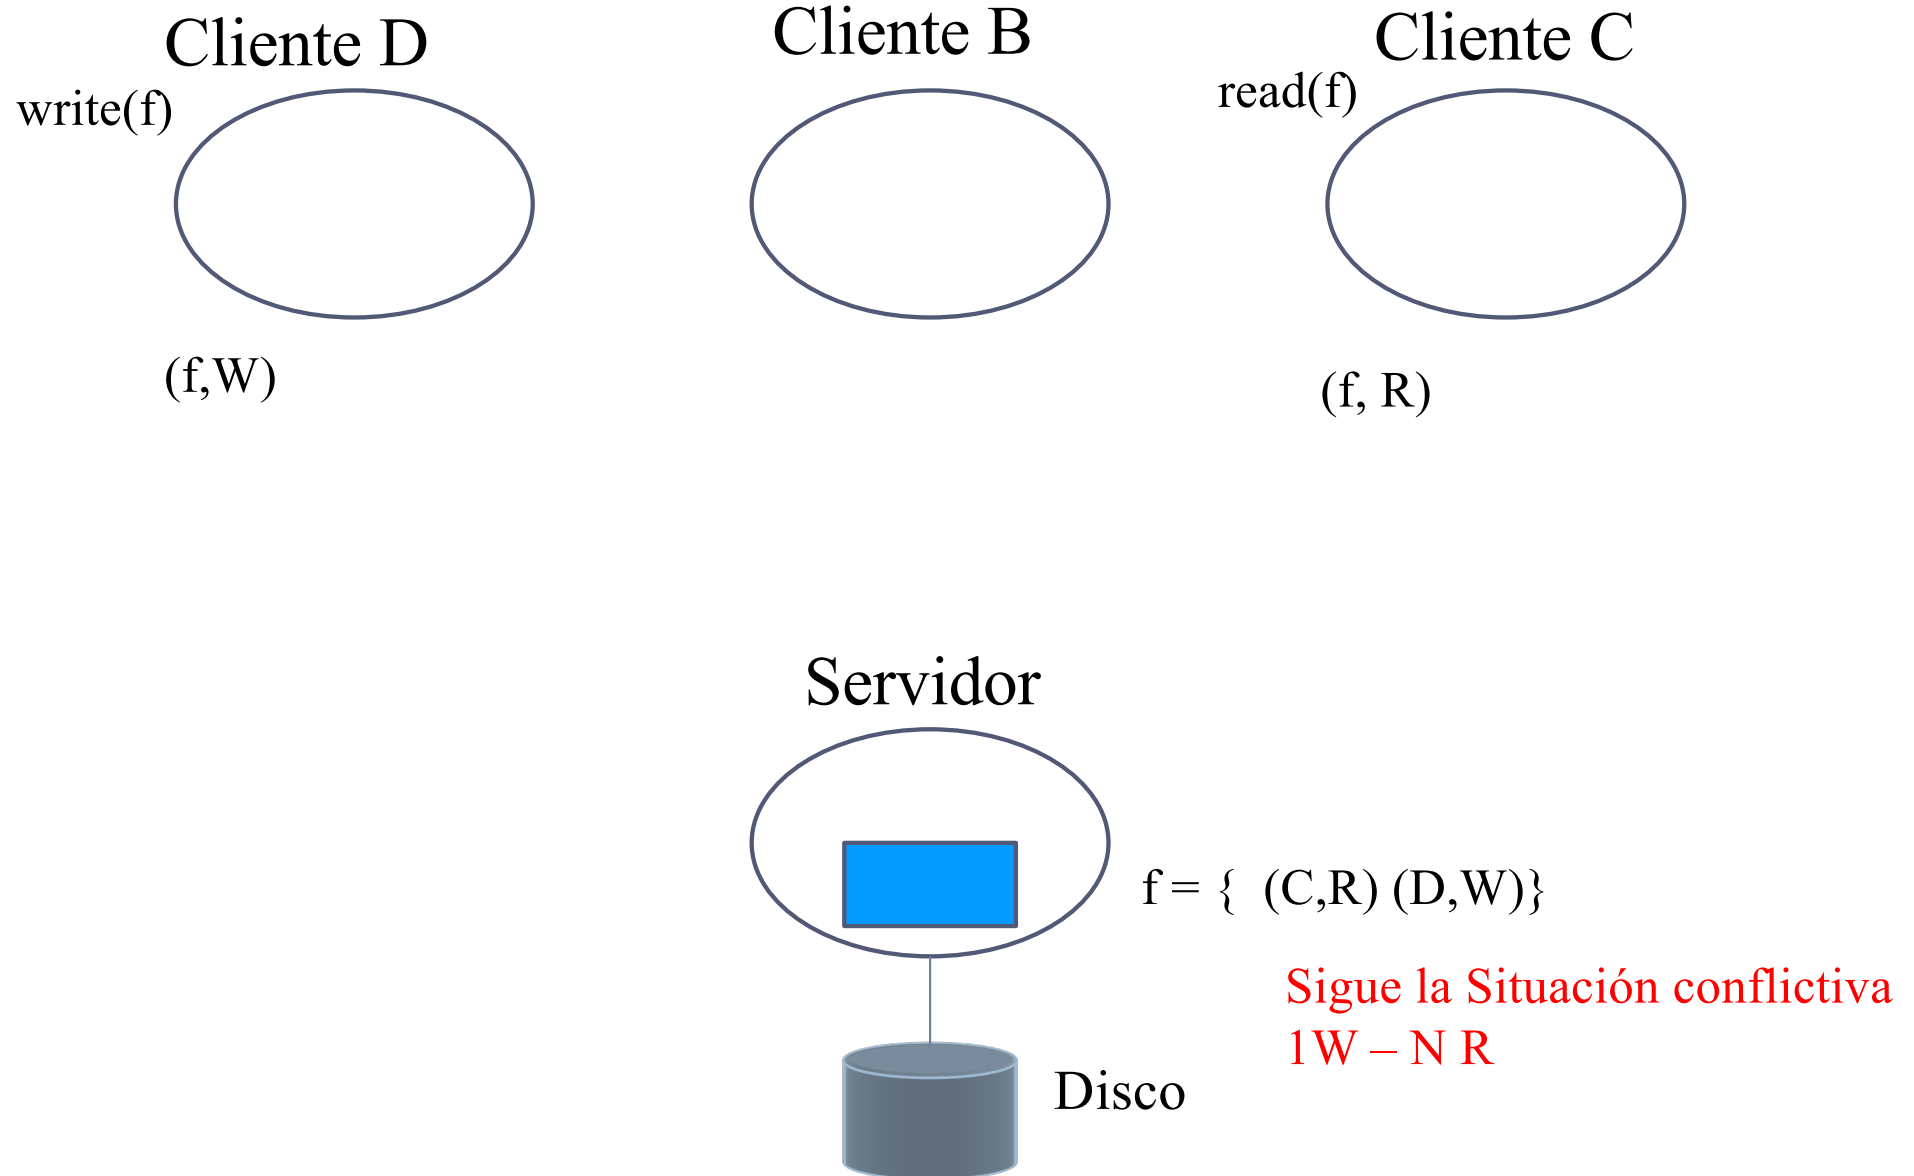 Cliente D
Cliente B
Cliente C
write(f)
read(f)
(f,W)
(f, R)
Servidor
f = {  (C,R) (D,W)}
Sigue la Situación conflictiva
1W – N R
Disco